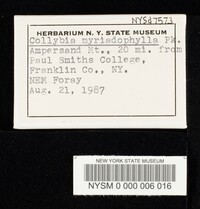 NYSd7573
HERBARIUM N. Y. STATE MUSEUM
Collybia myriadophylla Pk.
Ampersand Mt., 20 mi. from
Paul Smiths College,
Franklin Co., NY.
NEM Foray
Aug. 21, 1987
NEW YORK STATE MUSEUM
NYSM 0 000 006 016